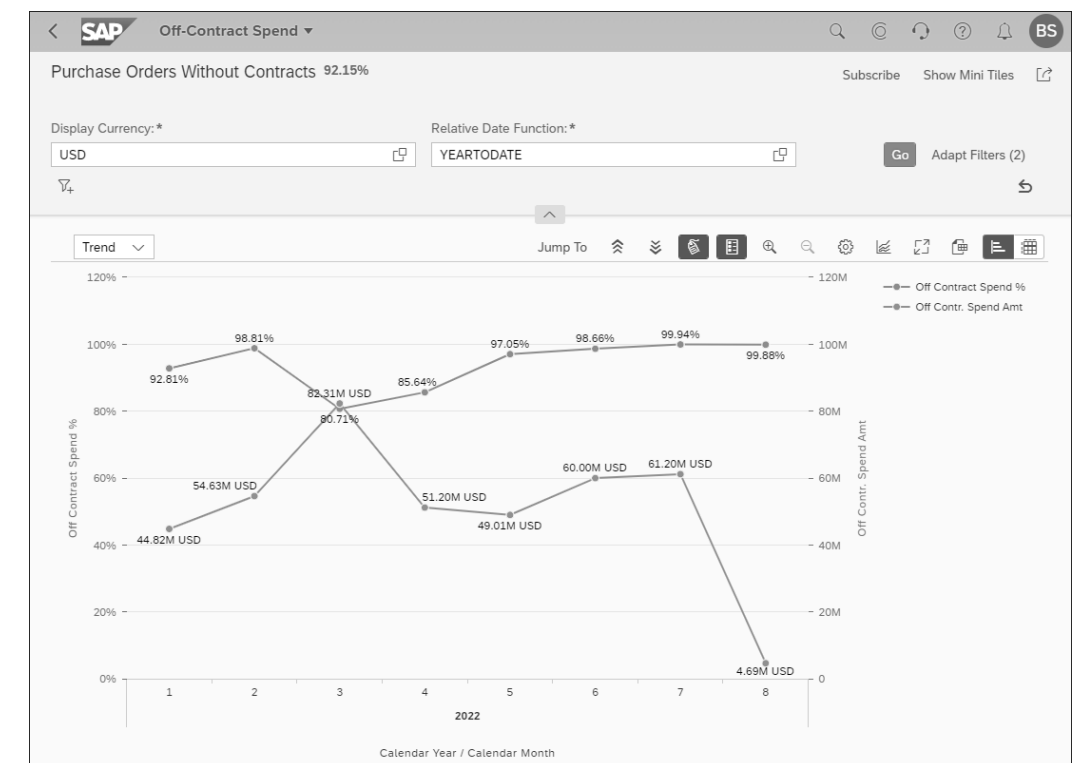 SAP Off-Contract Spend BS
Purchase Orders Without Contracts 92.15%
Subscribe Show Mini Tiles
Display Currency:* Relative Date Function:*
USD YEARTODATE Go Adapt Filters (2)
Trend Jump To
120% 120M
Off Contract Spend %
Off Contr. Spend Amt
98.81% 97.05% 98.66% 99.94%
100% 100M
99.88%
92.81% 85.64%
82.31M USD
80% 80M
80.71%
60.00M USD 61.20M USD
60% 60M
54.63M USD 51.20M USD
49.01M USD
44.82M USD
40% 40M
20% 20M
4.69M USD
0% 0
Off Contract Spend %
Off Contr. Spend Amt
1 2 3 4 5 6 7 8
2022
Calendar Year / Calendar Month